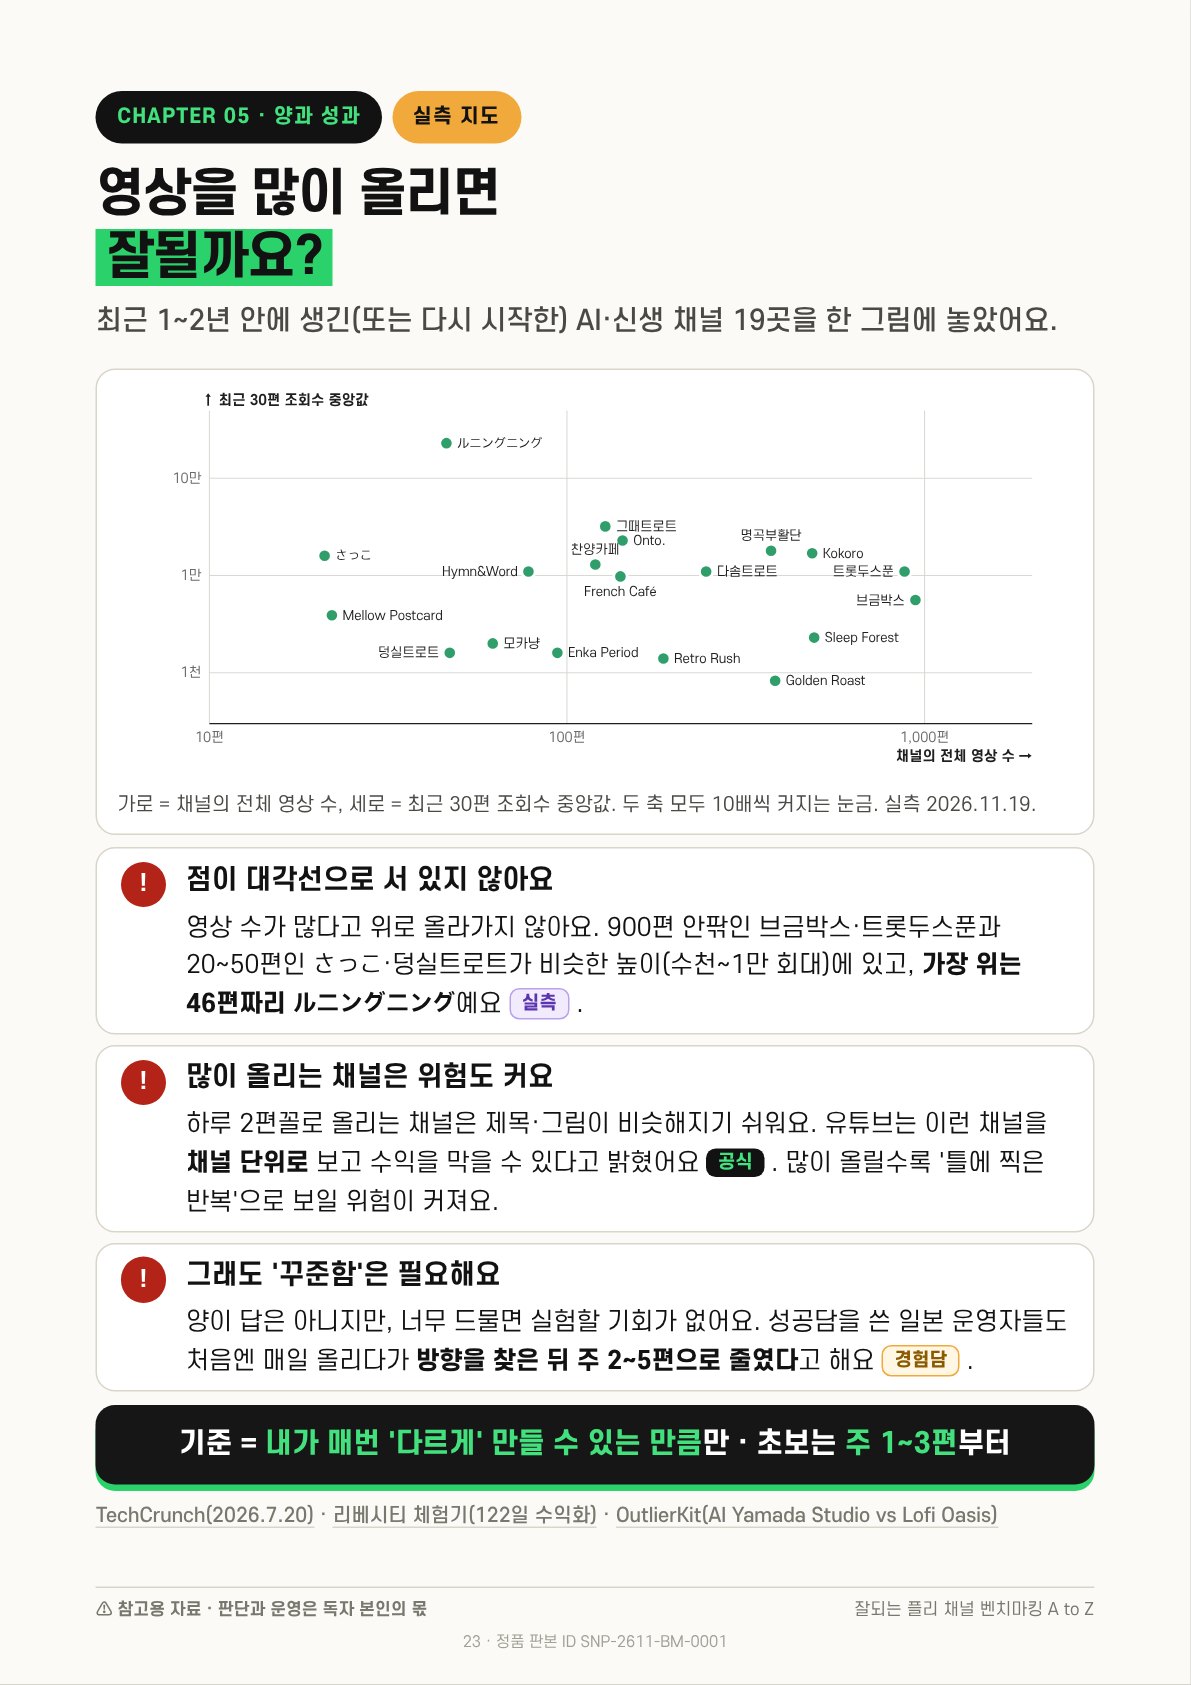 CHAPTER 05 · 양과 성과
실측 지도
영상을 많이 올리면
잘될까요?
최근 1~2년 안에 생긴(또는 다시 시작한) AI·신생 채널 19곳을 한 그림에 놓았어요.
↑ 최근 30편 조회수 중앙값
ルニングニング
10만
그때트로트
Onto.
명곡부활단
찬양카페
さっこ
Kokoro
Hymn&Word
다솜트로트
트롯두스푼
1만
French Café
브금박스
Mellow Postcard
Sleep Forest
모카냥
덩실트로트
Enka Period
Retro Rush
1천
Golden Roast
10편
100편
1,000편
채널의 전체 영상 수 →
가로 = 채널의 전체 영상 수, 세로 = 최근 30편 조회수 중앙값. 두 축 모두 10배씩 커지는 눈금. 실측 2026.11.19.
! 점이 대각선으로 서 있지 않아요
영상 수가 많다고 위로 올라가지 않아요. 900편 안팎인 브금박스·트롯두스푼과
20~50편인 さっこ·덩실트로트가 비슷한 높이(수천~1만 회대)에 있고, 가장 위는
46편짜리 ルニングニング예요 실측 .
! 많이 올리는 채널은 위험도 커요
하루 2편꼴로 올리는 채널은 제목·그림이 비슷해지기 쉬워요. 유튜브는 이런 채널을
채널 단위로 보고 수익을 막을 수 있다고 밝혔어요 공식 . 많이 올릴수록 '틀에 찍은
반복'으로 보일 위험이 커져요.
! 그래도 '꾸준함'은 필요해요
양이 답은 아니지만, 너무 드물면 실험할 기회가 없어요. 성공담을 쓴 일본 운영자들도
처음엔 매일 올리다가 방향을 찾은 뒤 주 2~5편으로 줄였다고 해요 경험담 .
기준 = 내가 매번 '다르게' 만들 수 있는 만큼만 · 초보는 주 1~3편부터
TechCrunch(2026.7.20) · 리베시티 체험기(122일 수익화) · OutlierKit(AI Yamada Studio vs Lofi Oasis)
⚠ 참고용 자료 · 판단과 운영은 독자 본인의 몫
잘되는 플리 채널 벤치마킹 A to Z
23 · 정품 판본 ID SNP-2611-BM-0001